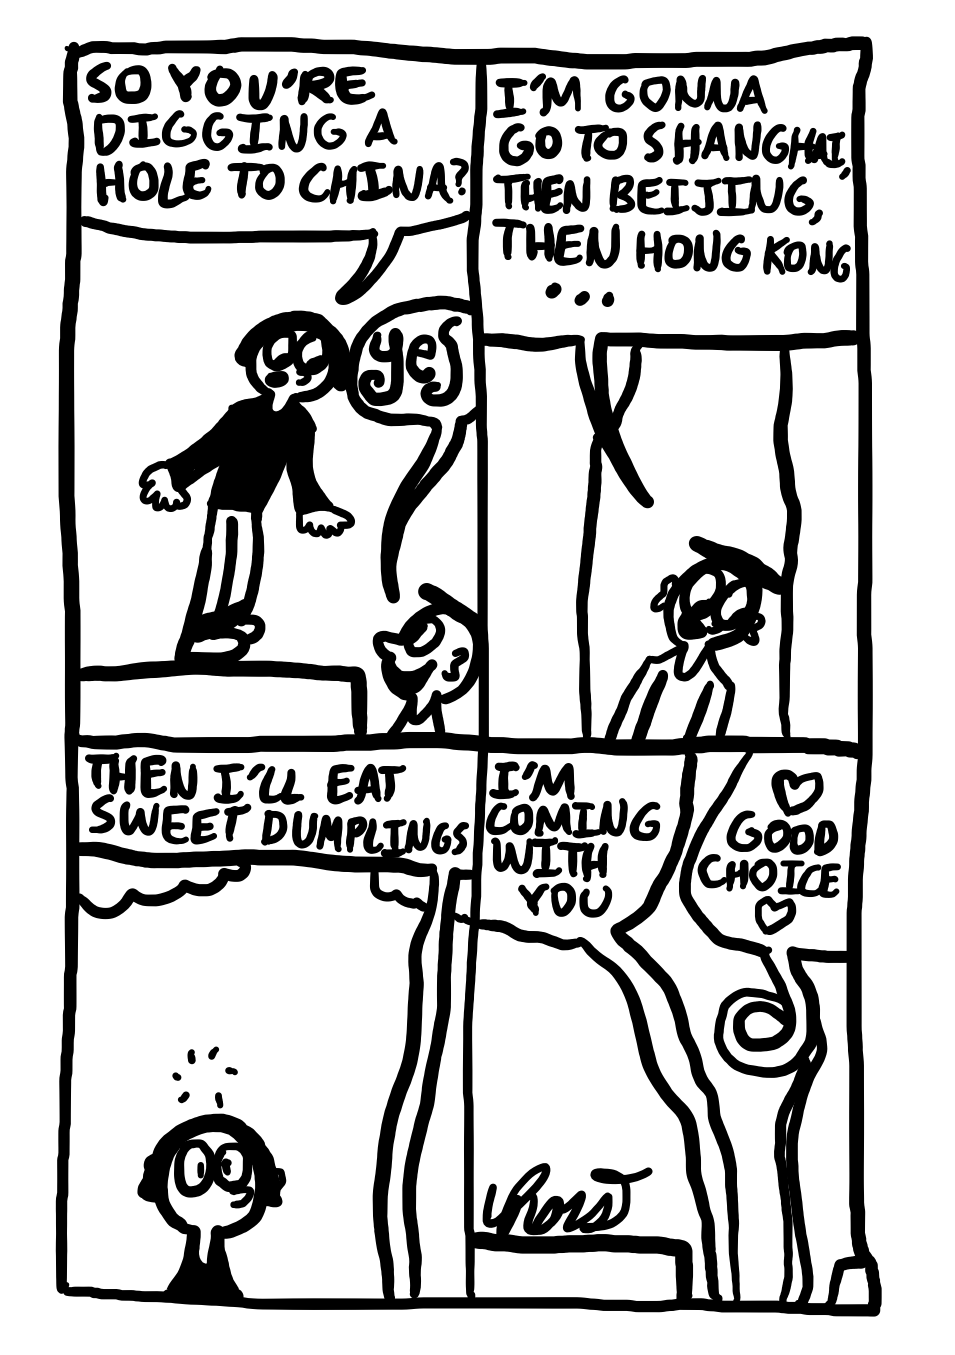 SO YOU'RE
DIGGING A
HOLE TO CHINA?
yes
I'M GONNA
GO TO SHANGHAI,
THEN BEIJING,
THEN HONG KONG
...
THEN I'LL EAT
SWEET DUMPLINGS
I'M
COMING
WITH
YOU
GOOD
CHOICE